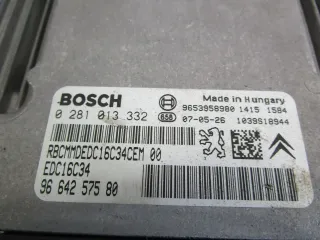 BOSCH
Made in Hungary
9653958980 1415 1584
0 281 013 332
658
07-05-26 1039S18944
RBCMMDEDC16C34CEM 00
EDC16C34
96 642 575 80